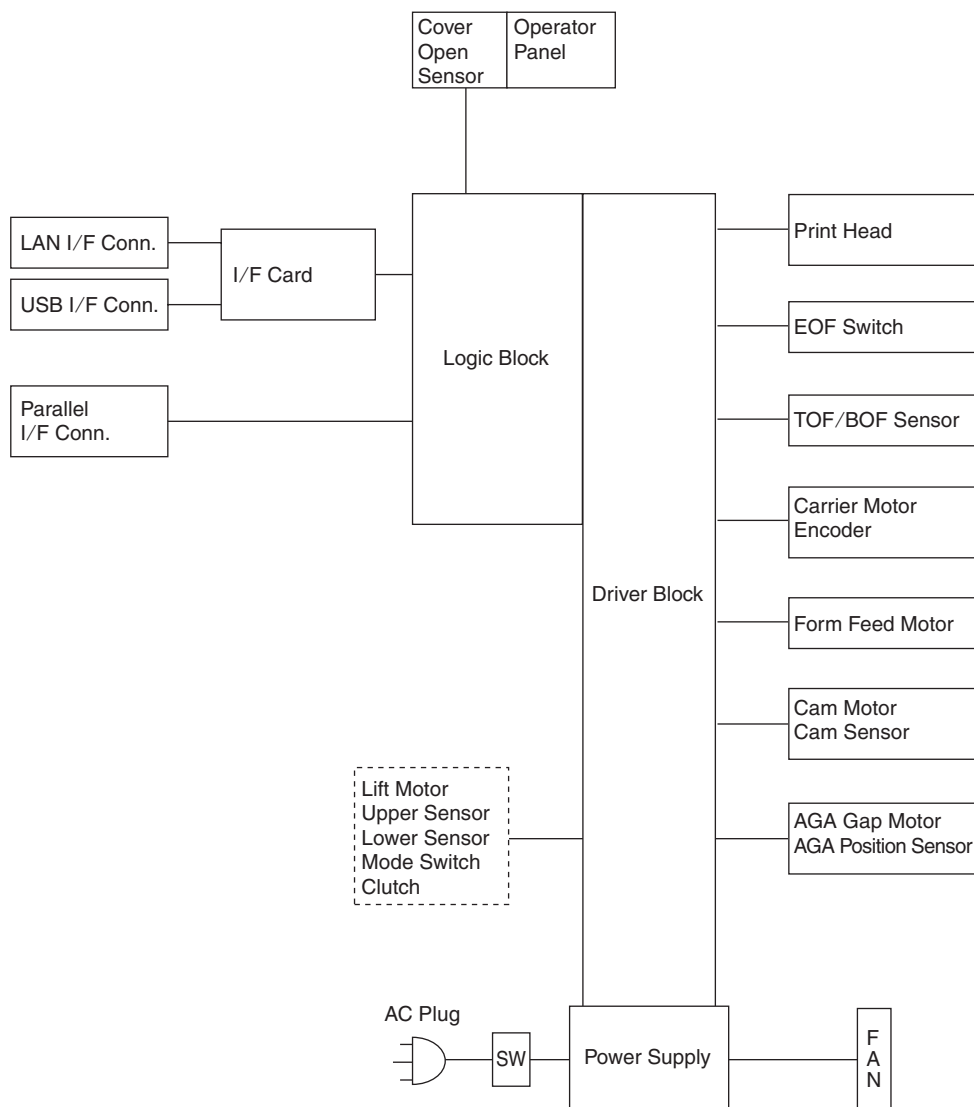 Cover
Open
Sensor
Operator
Panel
LAN I/F Conn.
USB I/F Conn.
I/F Card
Parallel
I/F Conn.
Logic Block
Driver Block
Print Head
EOF Switch
TOF/BOF Sensor
Carrier Motor
Encoder
Form Feed Motor
Cam Motor
Cam Sensor
AGA Gap Motor
AGA Position Sensor
Lift Motor
Upper Sensor
Lower Sensor
Mode Switch
Clutch
AC Plug
SW
Power Supply
FAN